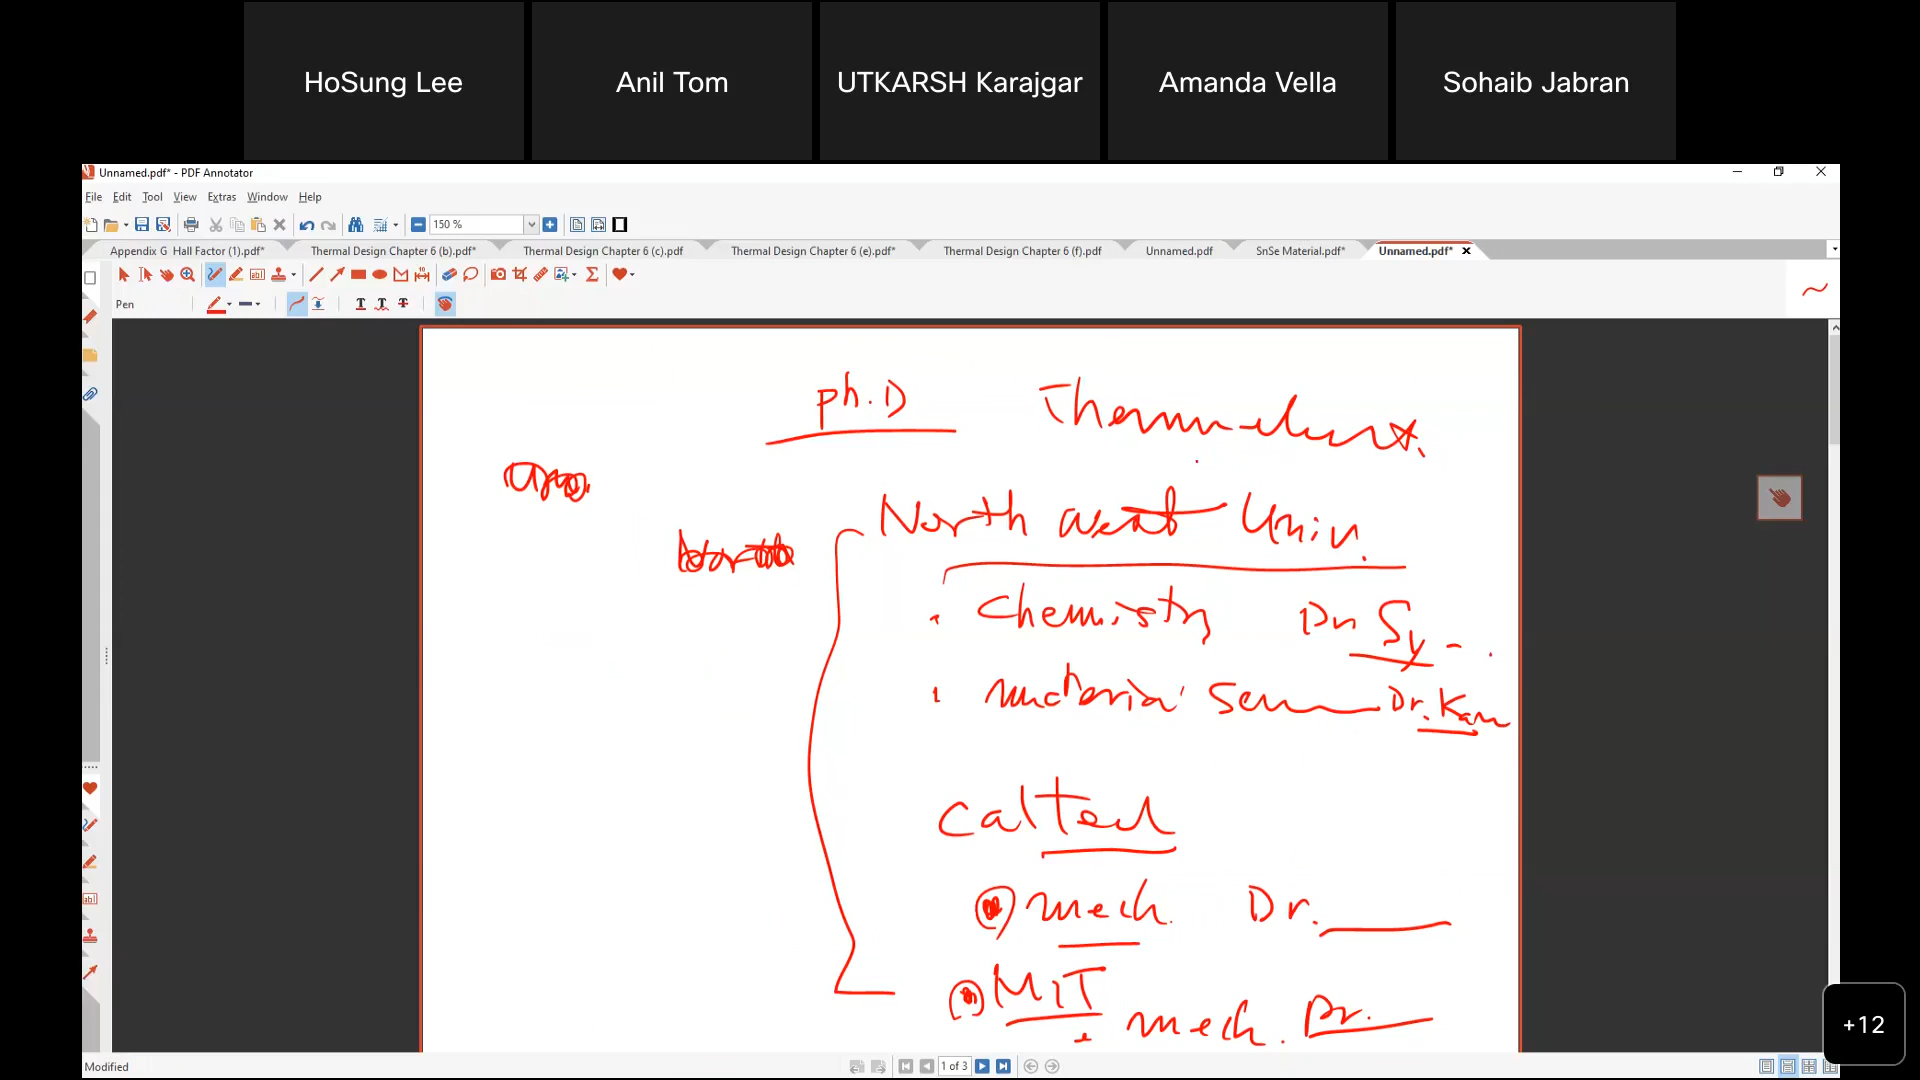 HoSung Lee
Anil Tom
UTKARSH Karajgar
Amanda Vella
Sohaib Jabran
Unnamed.pdf* - PDF Annotator
File Edit Tool View Extras Window Help
150 %
Appendix G Hall Factor (1).pdf*
Thermal Design Chapter 6 (b).pdf*
Thermal Design Chapter 6 (c).pdf
Thermal Design Chapter 6 (e).pdf*
Thermal Design Chapter 6 (f).pdf
Unnamed.pdf
SnSe Material.pdf*
Unnamed.pdf*
Pen
ph.D
North west Univ.
. Chemistry Dr Sy - .
Dr. Kan
CalTech
mech. Dr.
MIT
mech. Dr.
+12
Modified
1 of 3